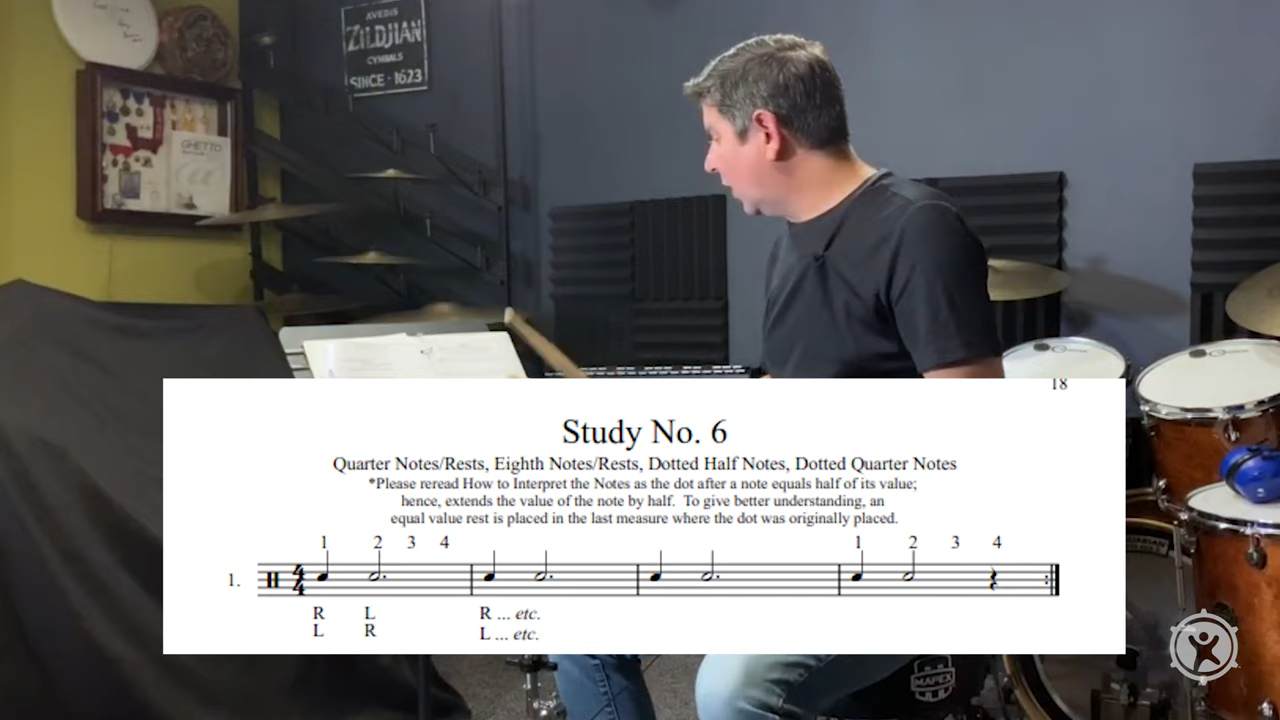 AVEDIS
ZILDJIAN
CYMBALS
SINCE · 1623
GHETTO
18
Study No. 6
Quarter Notes/Rests, Eighth Notes/Rests, Dotted Half Notes, Dotted Quarter Notes
*Please reread How to Interpret the Notes as the dot after a note equals half of its value;
hence, extends the value of the note by half. To give better understanding, an
equal value rest is placed in the last measure where the dot was originally placed.
1 2 3 4 1 2 3 4
1. 4
4
R L R ... etc.
L R L ... etc.
MAPEX